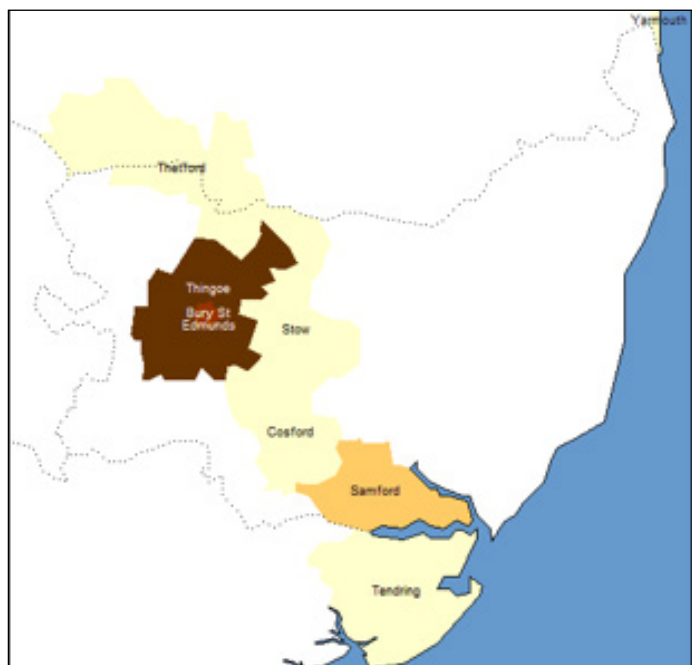 Yarmouth
Thetford
Thingoe
Bury St
Edmunds
Stow
Cosford
Samford
Tendring